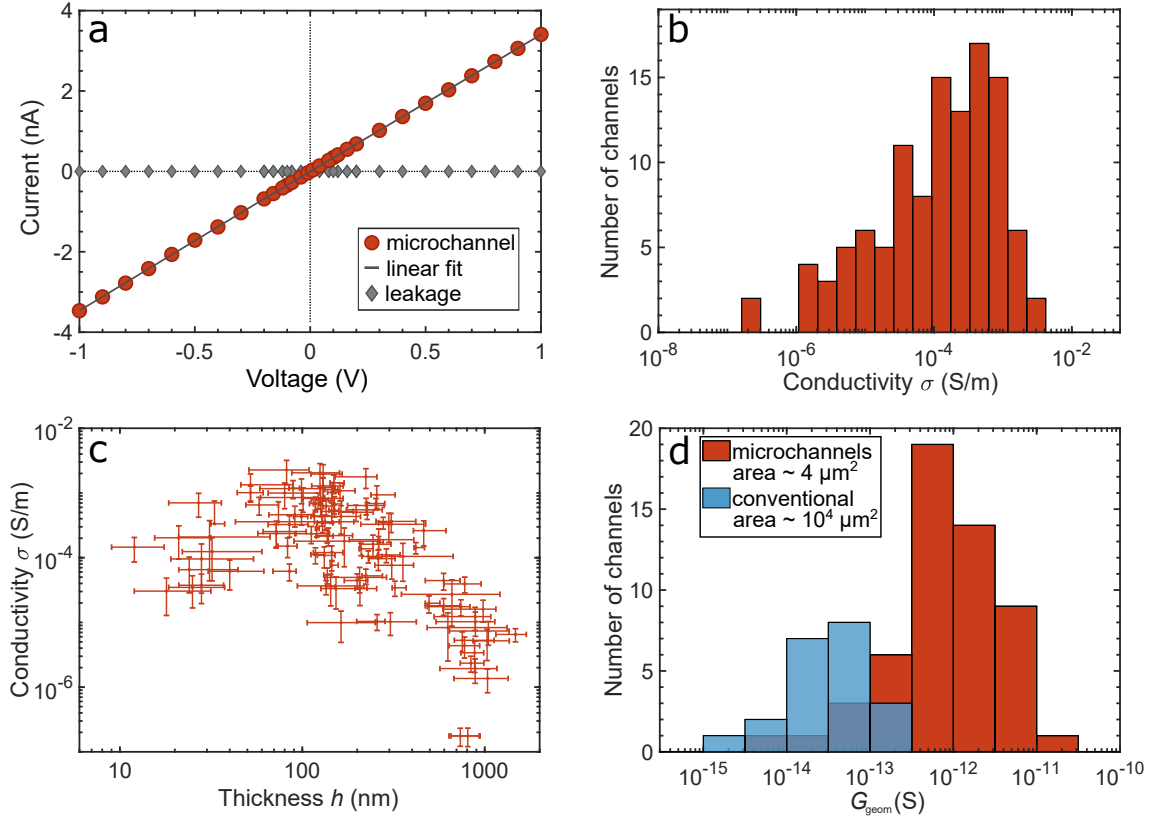 a
4
2
0
-2
-4
Current (nA)
microchannel
linear fit
leakage
-1
-0.5
0
0.5
1
Voltage (V)
b
15
10
5
0
Number of channels
10⁻⁸
10⁻⁶
10⁻⁴
10⁻²
Conductivity σ (S/m)
c
10⁻²
10⁻⁴
10⁻⁶
Conductivity σ (S/m)
10
100
1000
Thickness h (nm)
d
20
15
10
5
0
Number of channels
microchannels
area ~ 4 μm²
conventional
area ~ 10⁴ μm²
10⁻¹⁵
10⁻¹⁴
10⁻¹³
10⁻¹²
10⁻¹¹
10⁻¹⁰
G_geom (S)